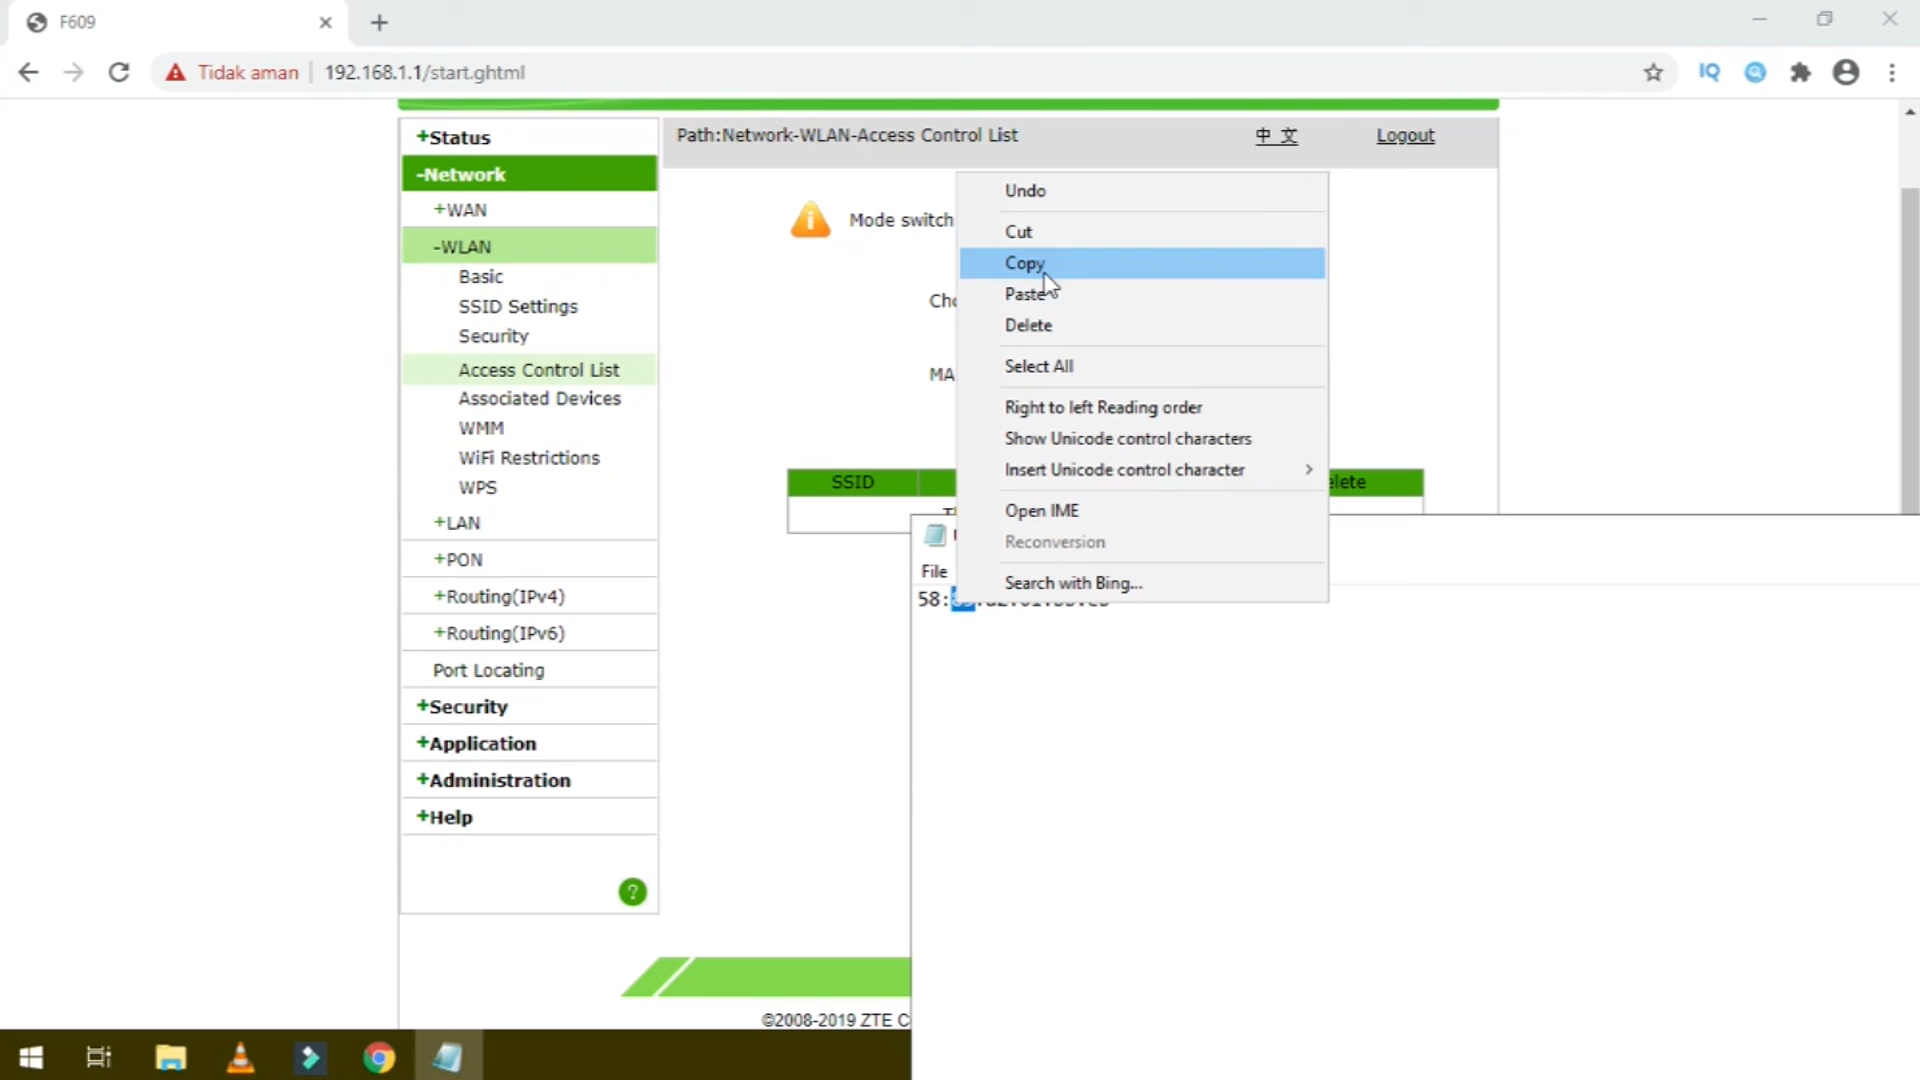 F609
Tidak aman 192.168.1.1/start.ghtml
IQ
+Status
-Network
+WAN
-WLAN
Basic
SSID Settings
Security
Access Control List
Associated Devices
WMM
WiFi Restrictions
WPS
+LAN
+PON
+Routing(IPv4)
+Routing(IPv6)
Port Locating
+Security
+Application
+Administration
+Help
?
Path:Network-WLAN-Access Control List
中 文
Logout
Mode switch
MA
SSID
elete
Undo
Cut
Copy
Paste
Delete
Select All
Right to left Reading order
Show Unicode control characters
Insert Unicode control character
Open IME
Reconversion
Search with Bing...
File
58:
©2008-2019 ZTE C